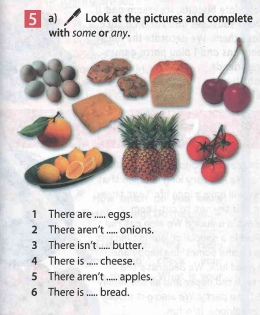 5 a) Look at the pictures and complete
with some or any.
1 There are ..... eggs.
2 There aren't ..... onions.
3 There isn't ..... butter.
4 There is ..... cheese.
5 There aren't ..... apples.
6 There is ..... bread.